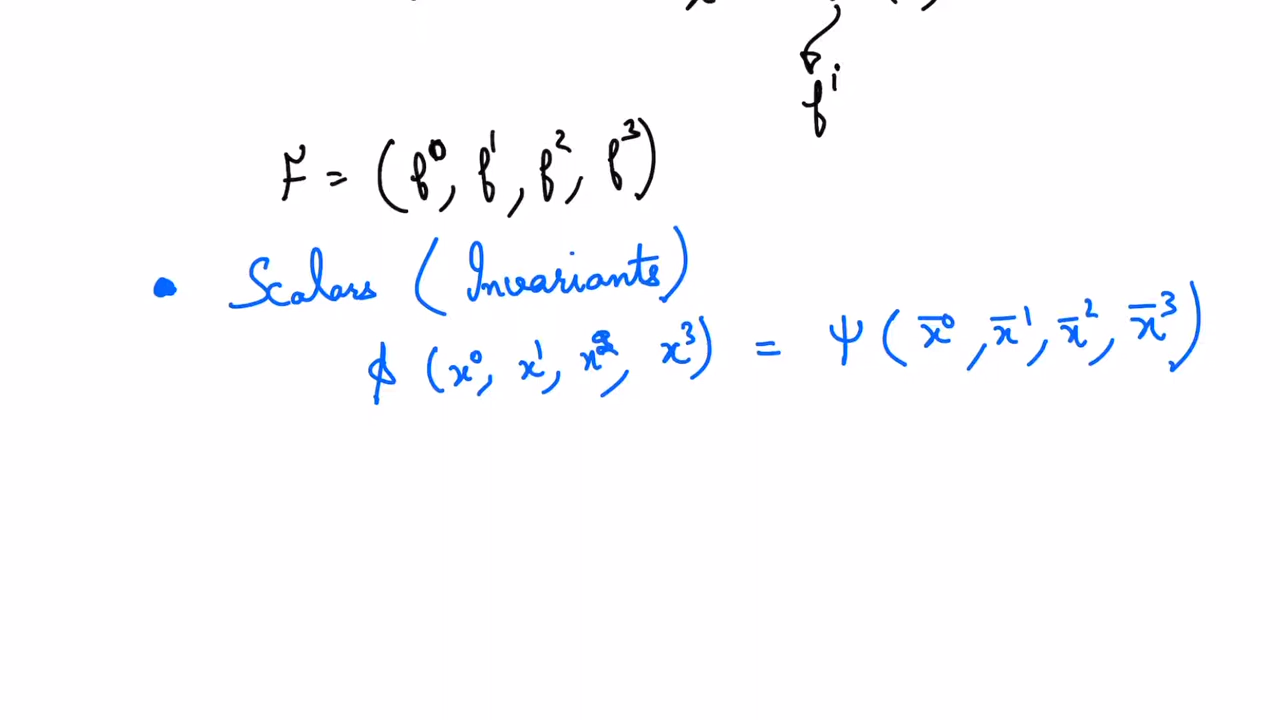 f^i
F = (f^0, f^1, f^2, f^3)
• Scalars (Invariants)
ϕ (x^0, x^1, x^2, x^3) = ψ (x̄^0, x̄^1, x̄^2, x̄^3)